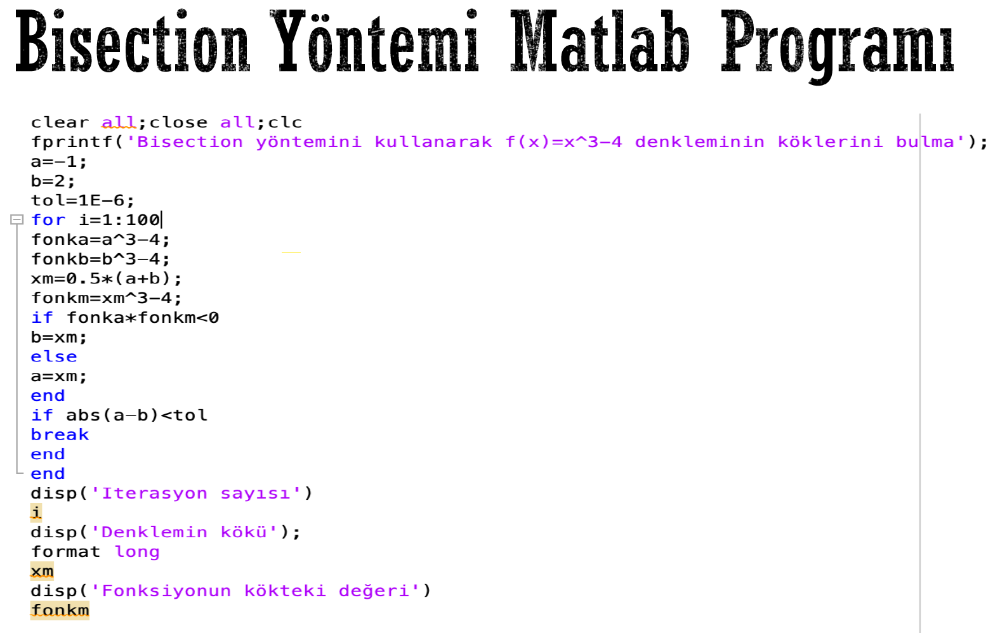 Bisection Yöntemi Matlab Programı
clear all;close all;clc
fprintf('Bisection yöntemini kullanarak f(x)=x^3-4 denkleminin köklerini bulma');
a=-1;
b=2;
tol=1E-6;
for i=1:100
fonka=a^3-4;
fonkb=b^3-4;
xm=0.5*(a+b);
fonkm=xm^3-4;
if fonka*fonkm<0
b=xm;
else
a=xm;
end
if abs(a-b)<tol
break
end
end
disp('Iterasyon sayısı')
i
disp('Denklemin kökü');
format long
xm
disp('Fonksiyonun kökteki değeri')
fonkm